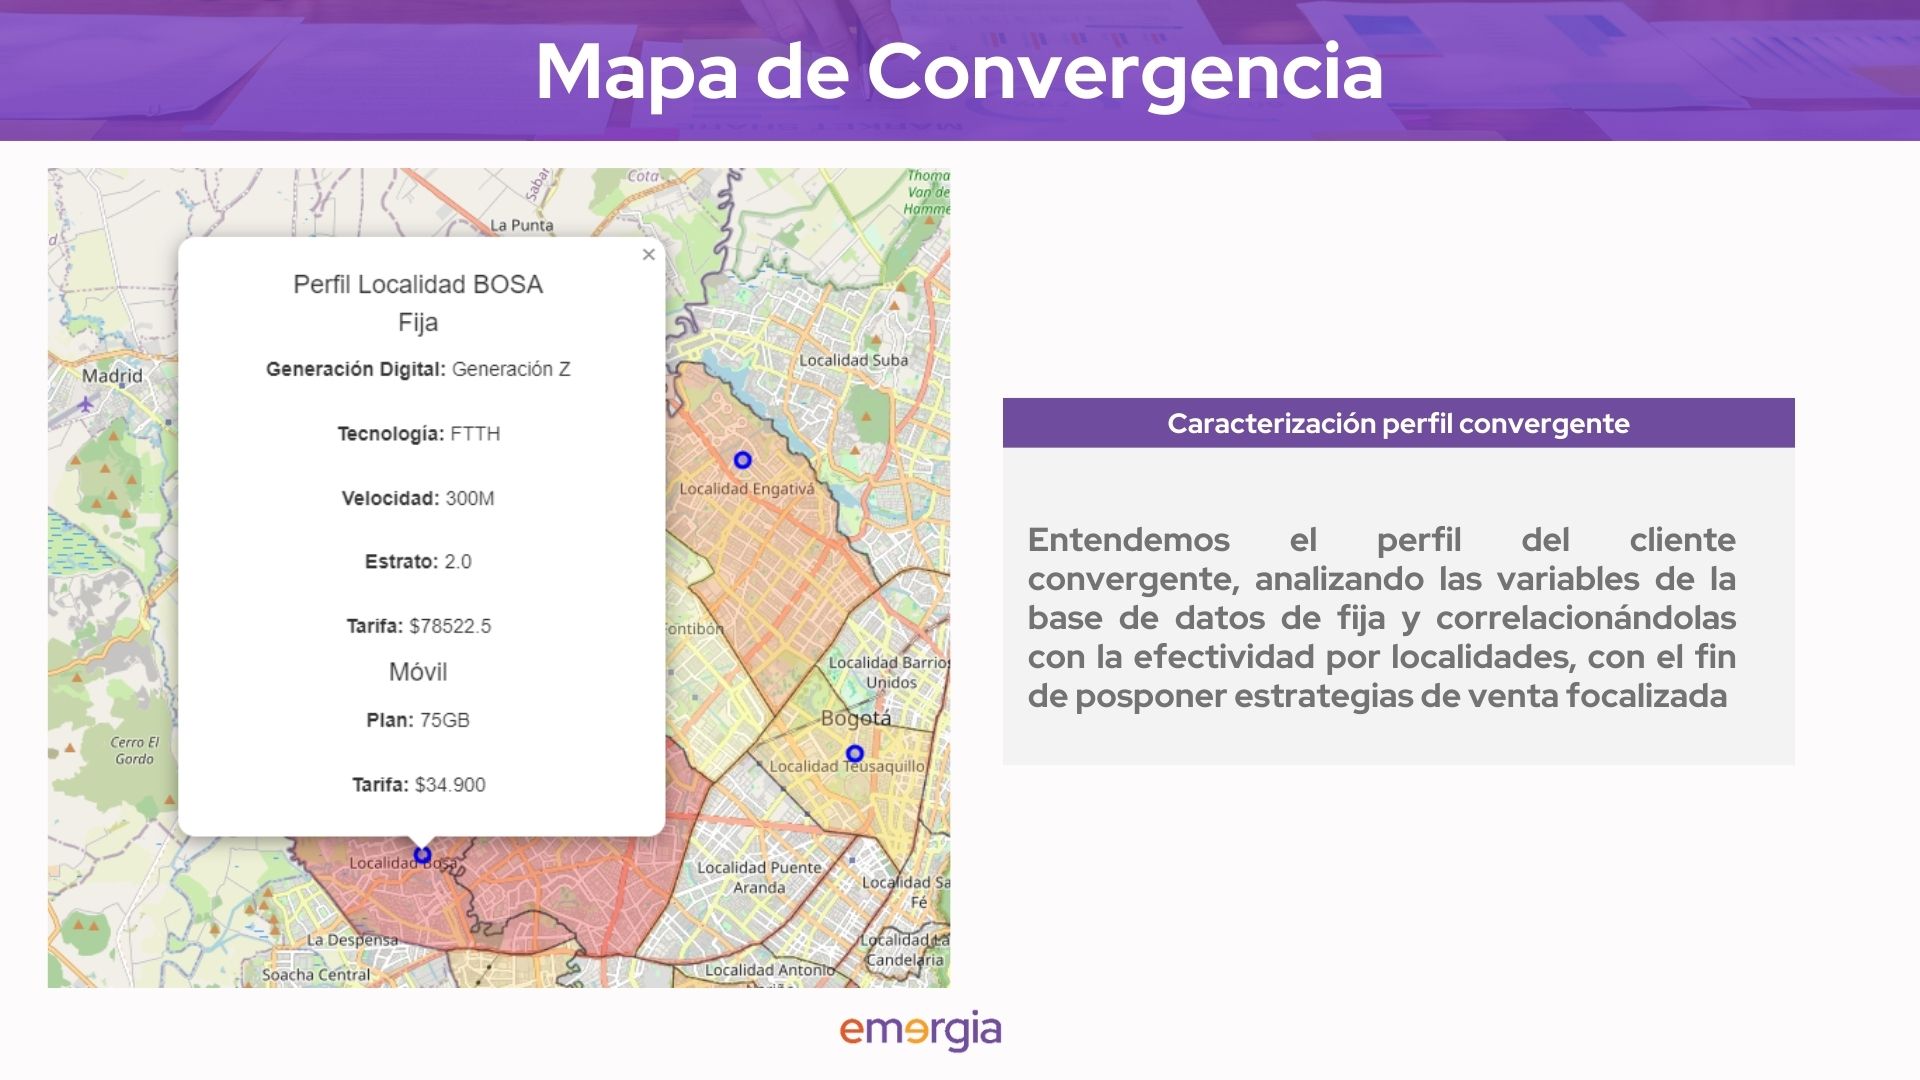 Mapa de Convergencia
Cota
Thoma
Van de
Hamme
La Punta
Perfil Localidad BOSA
Fija
Generación Digital: Generación Z
Tecnología: FTTH
Velocidad: 300M
Estrato: 2.0
Tarifa: $78522.5
Móvil
Plan: 75GB
Tarifa: $34.900
Madrid
Localidad Suba
Localidad Engativá
Fontibón
Localidad Barrios
Unidos
Bogotá
Localidad Teusaquillo
Cerro El
Gordo
Localidad Bosa
Localidad Puente
Aranda
Localidad Sa
Fé
La Despensa
Soacha Central
Localidad La
Candelaria
Localidad Antonio
Caracterización perfil convergente
Entendemos el perfil del cliente
convergente, analizando las variables de la
base de datos de fija y correlacionándolas
con la efectividad por localidades, con el fin
de posponer estrategias de venta focalizada
emergia